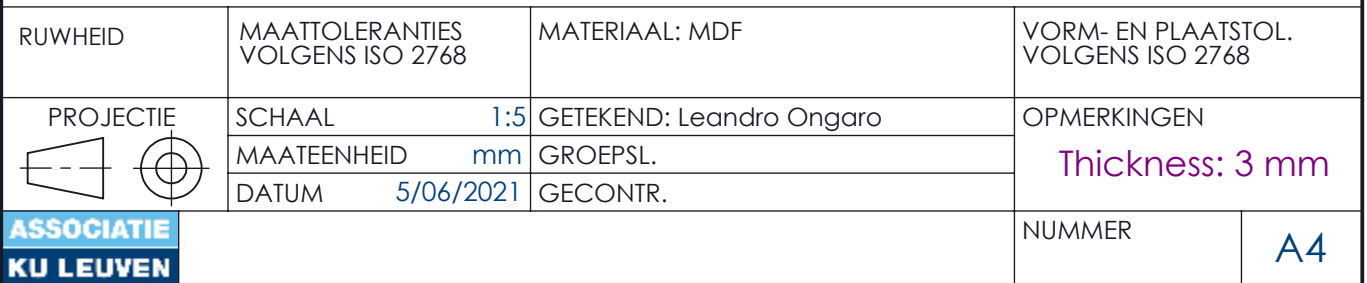 RUWHEID
MAATTOLERANTIES
VOLGENS ISO 2768
MATERIAAL: MDF
VORM- EN PLAATSTOL.
VOLGENS ISO 2768
PROJECTIE
SCHAAL 1:5
GETEKEND: Leandro Ongaro
OPMERKINGEN
MAATEENHEID mm
GROEPSL.
Thickness: 3 mm
DATUM 5/06/2021
GECONTR.
ASSOCIATIE
KU LEUVEN
NUMMER
A4